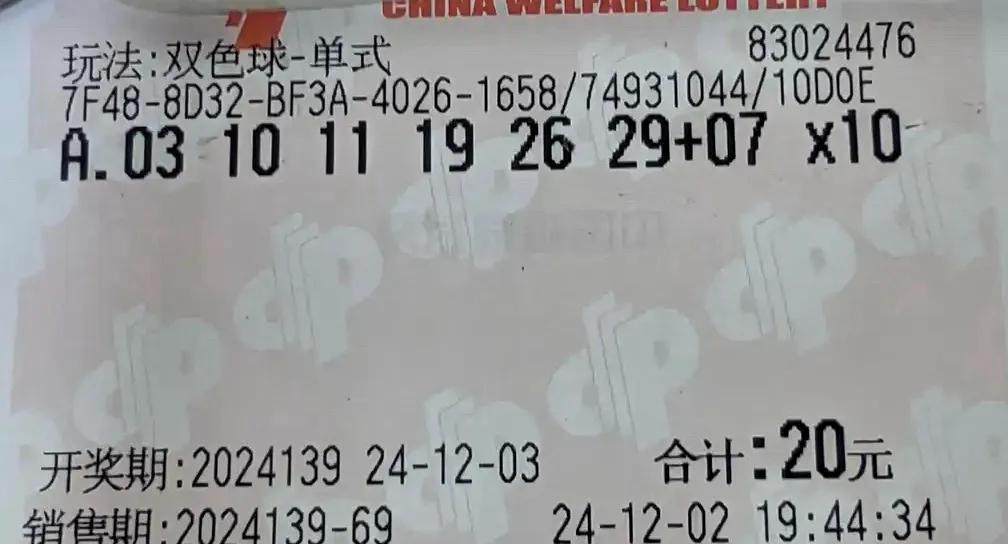 CHINA WELFARE LOTTERY
玩法:双色球-单式 83024476
7F48-8D32-BF3A-4026-1658/74931044/10D0E
A.03 10 11 19 26 29+07 x10
开奖期:2024139 24-12-03 合计:20元
销售期:2024139-69 24-12-02 19:44:34